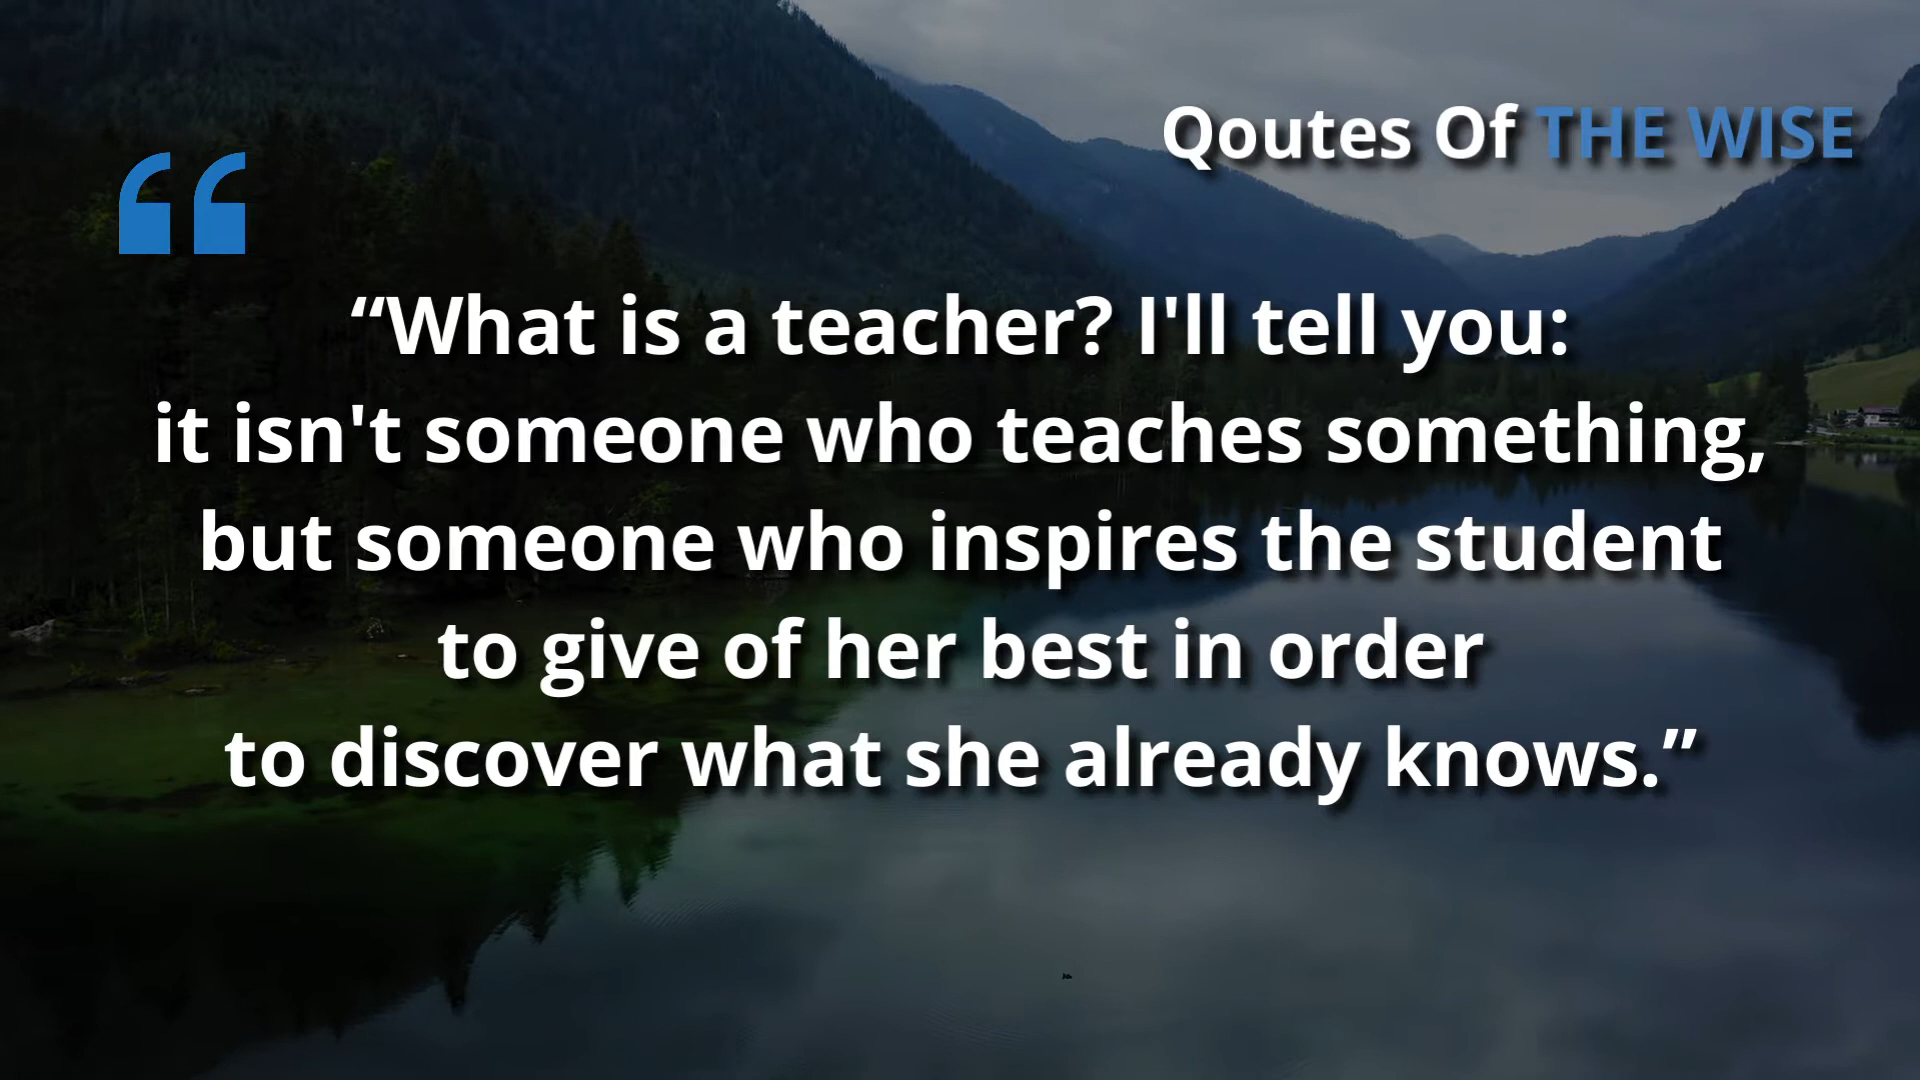 Qoutes Of THE WISE
“What is a teacher? I'll tell you:
it isn't someone who teaches something,
but someone who inspires the student
to give of her best in order
to discover what she already knows.”